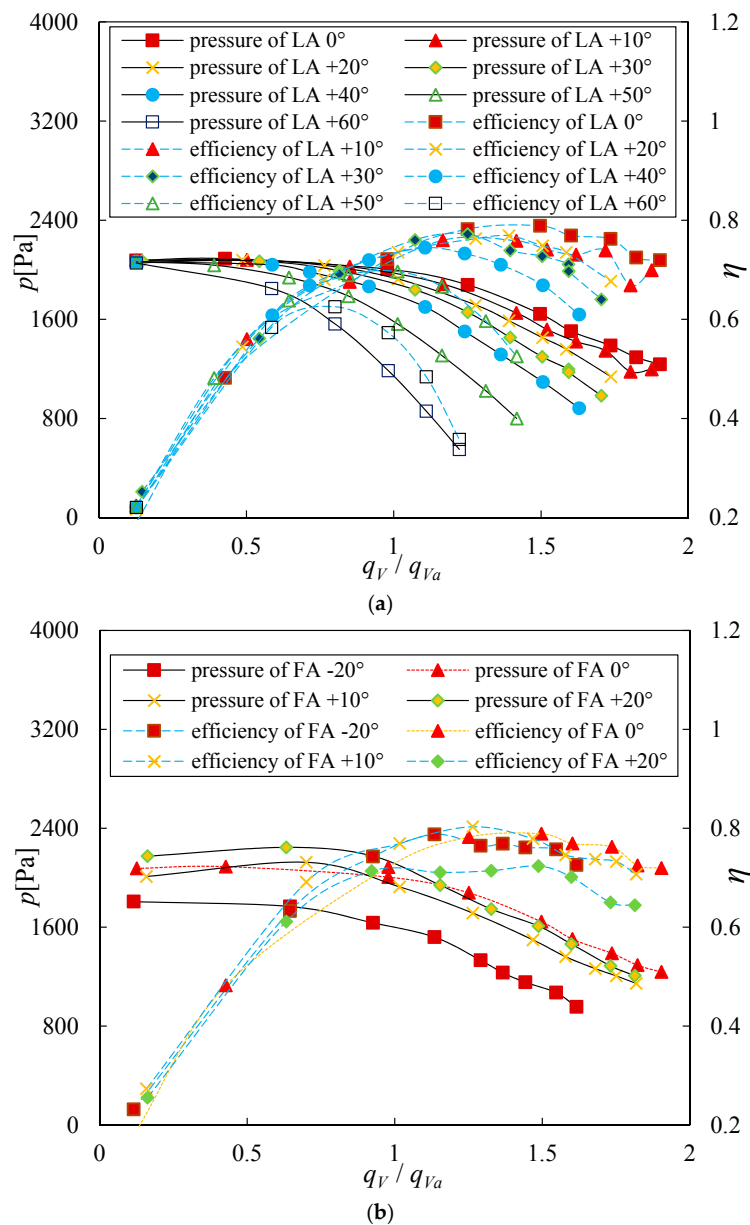 4000 1.2
pressure of LA 0° pressure of LA +10°
pressure of LA +20° pressure of LA +30°
3200 pressure of LA +40° pressure of LA +50° 1
pressure of LA +60° efficiency of LA 0°
efficiency of LA +10° efficiency of LA +20°
efficiency of LA +30° efficiency of LA +40°
efficiency of LA +50° efficiency of LA +60°
2400 0.8
p[Pa] η
1600 0.6
800 0.4
0 0.2
0 0.5 1 1.5 2
qV / qVa
(a)
4000 1.2
pressure of FA -20° pressure of FA 0°
3200 pressure of FA +10° pressure of FA +20° 1
efficiency of FA -20° efficiency of FA 0°
efficiency of FA +10° efficiency of FA +20°
2400 0.8
p[Pa] η
1600 0.6
800 0.4
0 0.2
0 0.5 1 1.5 2
qV / qVa
(b)